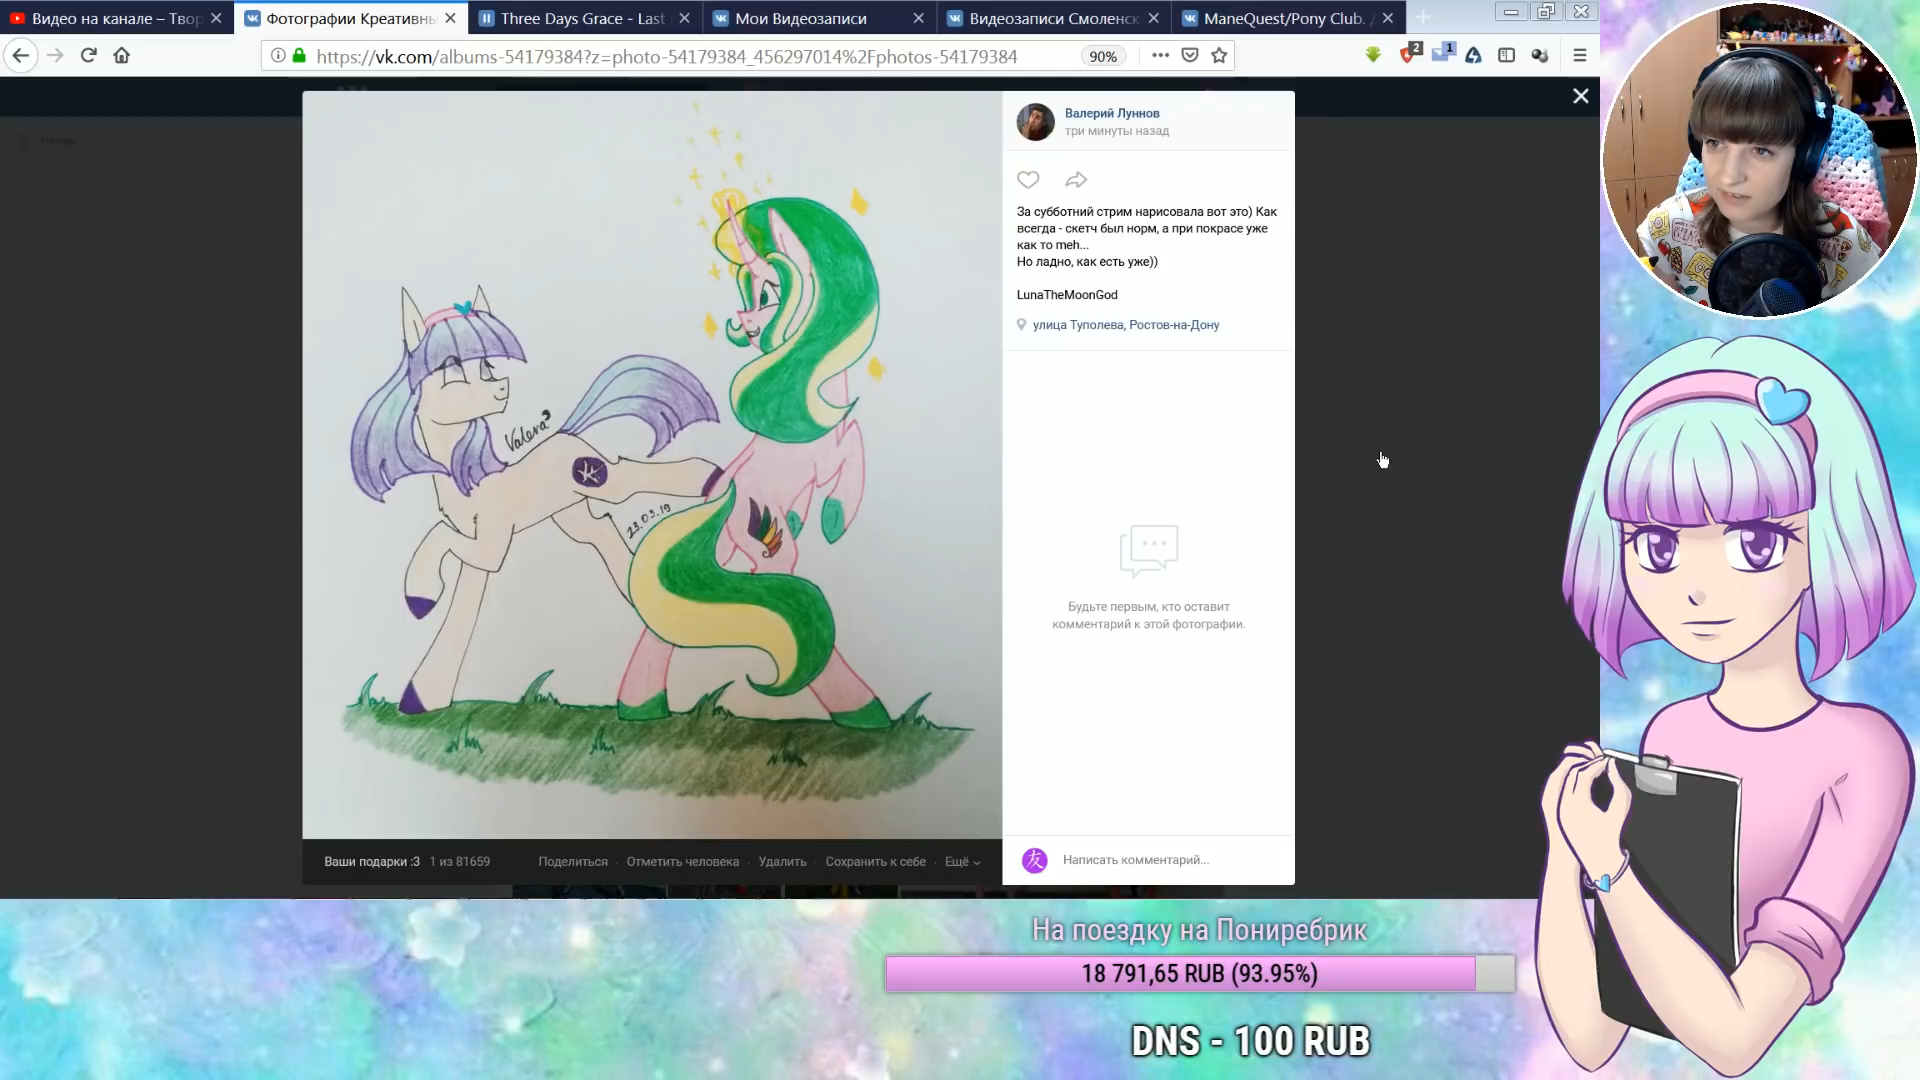 Видео на канале – Твор
Фотографии Креативны
Three Days Grace - Last
Мои Видеозаписи
Видеозаписи Смоленск
ManeQuest/Pony Club.
https://vk.com/albums-54179384?z=photo-54179384_456297014%2Fphotos-54179384
90%
2
1
Валерий Луннов
три минуты назад
За субботний стрим нарисовала вот это) Как
всегда - скетч был норм, а при покрасе уже
как то meh...
Но ладно, как есть уже))
LunaTheMoonGod
улица Туполева, Ростов-на-Дону
Valera
23.03.19
Будьте первым, кто оставит
комментарий к этой фотографии.
Ваши подарки :3 1 из 81659
Поделиться · Отметить человека · Удалить · Сохранить к себе · Ещё
友
Написать комментарий...
На поездку на Пониребрик
18 791,65 RUB (93.95%)
DNS - 100 RUB